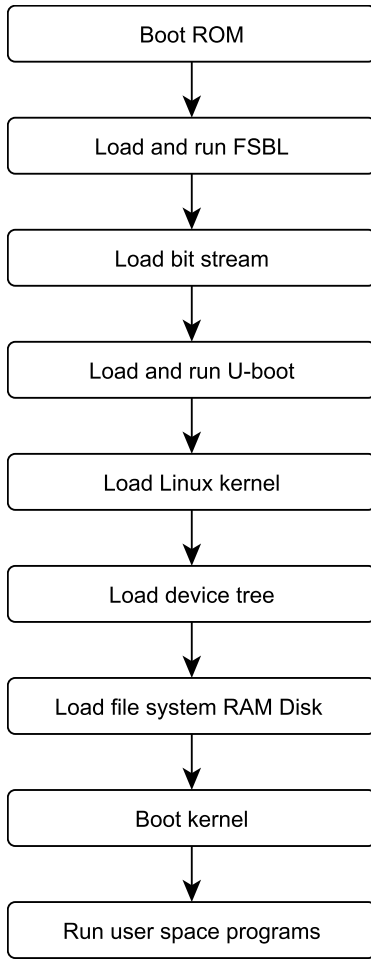 Boot ROM
Load and run FSBL
Load bit stream
Load and run U-boot
Load Linux kernel
Load device tree
Load file system RAM Disk
Boot kernel
Run user space programs